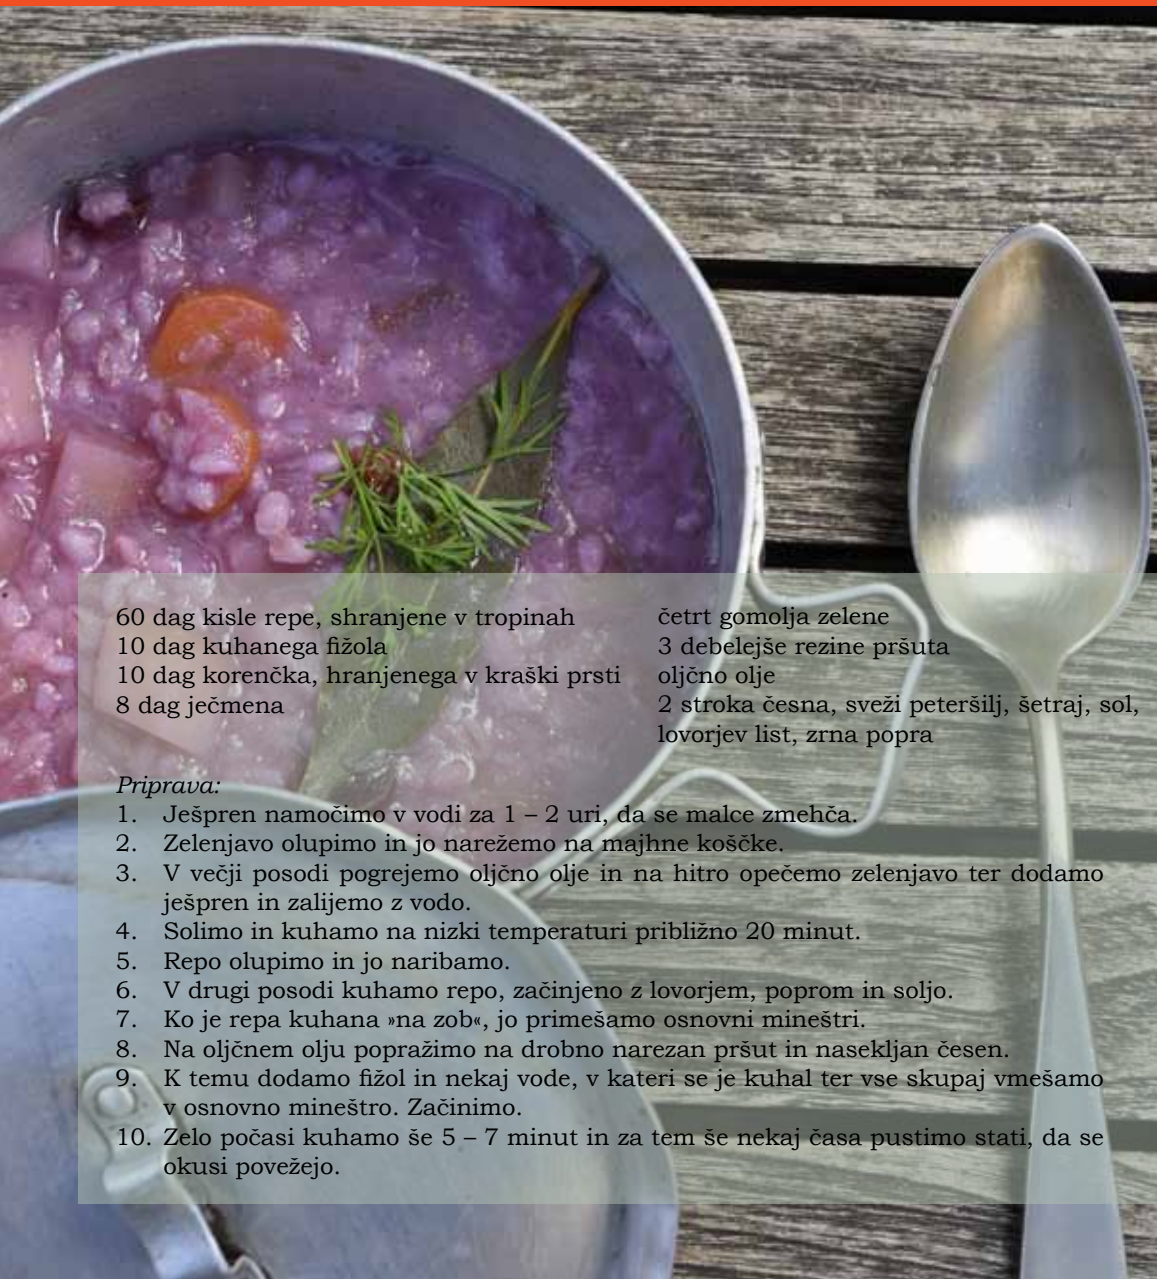 60 dag kisle repe, shranjene v tropinah
10 dag kuhanega fižola
10 dag korenčka, hranjenega v kraški prsti
8 dag ječmena
četrt gomolja zelene
3 debelejše rezine pršuta
oljčno olje
2 stroka česna, sveži peteršilj, šetraj, sol,
lovorjev list, zrna popra
Priprava:
1. Ješpren namočimo v vodi za 1 – 2 uri, da se malce zmehča.
2. Zelenjavo olupimo in jo narežemo na majhne koščke.
3. V večji posodi pogrejemo oljčno olje in na hitro opečemo zelenjavo ter dodamo
ješpren in zalijemo z vodo.
4. Solimo in kuhamo na nizki temperaturi približno 20 minut.
5. Repo olupimo in jo naribamo.
6. V drugi posodi kuhamo repo, začinjeno z lovorjem, poprom in soljo.
7. Ko je repa kuhana »na zob«, jo primešamo osnovni mineštri.
8. Na oljčnem olju popražimo na drobno narezan pršut in nasekljan česen.
9. K temu dodamo fižol in nekaj vode, v kateri se je kuhal ter vse skupaj vmešamo
v osnovno mineštro. Začinimo.
10. Zelo počasi kuhamo še 5 – 7 minut in za tem še nekaj časa pustimo stati, da se
okusi povežejo.